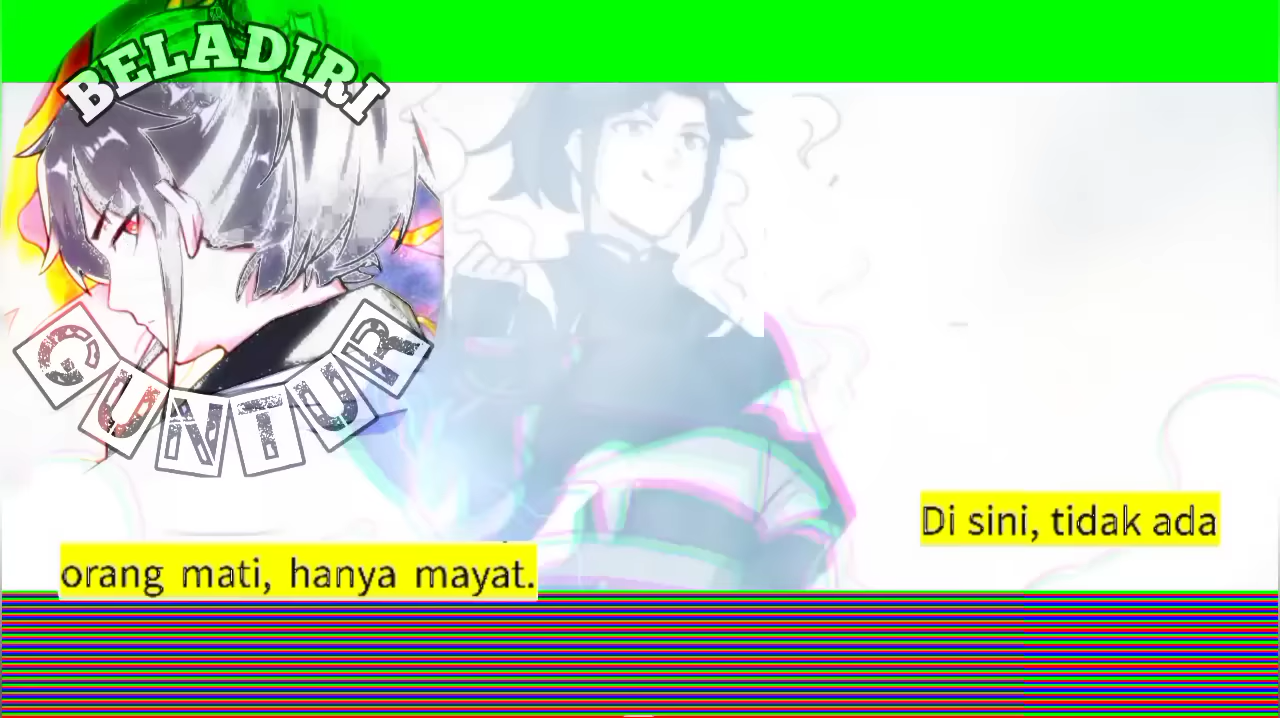 BELADIRI
GUNTUR
Di sini, tidak ada
orang mati, hanya mayat.